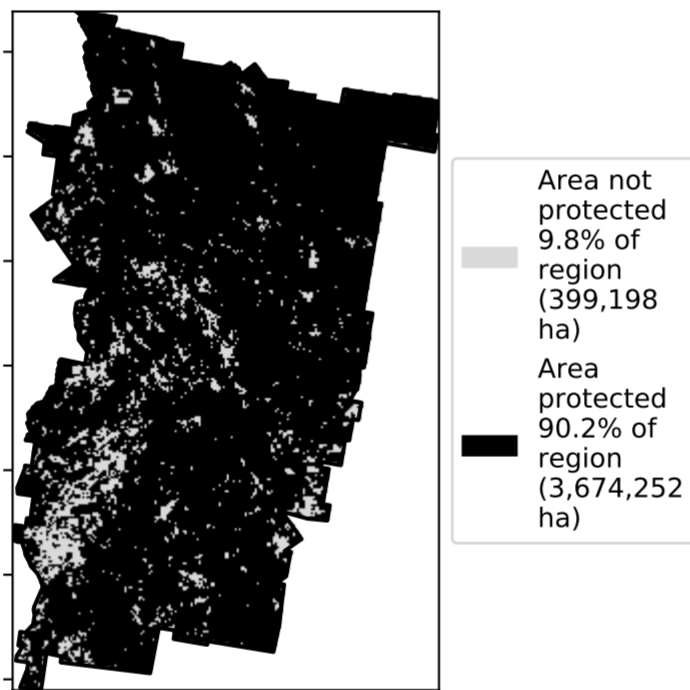 Area not
protected
9.8% of
region
(399,198
ha)
Area
protected
90.2% of
region
(3,674,252
ha)